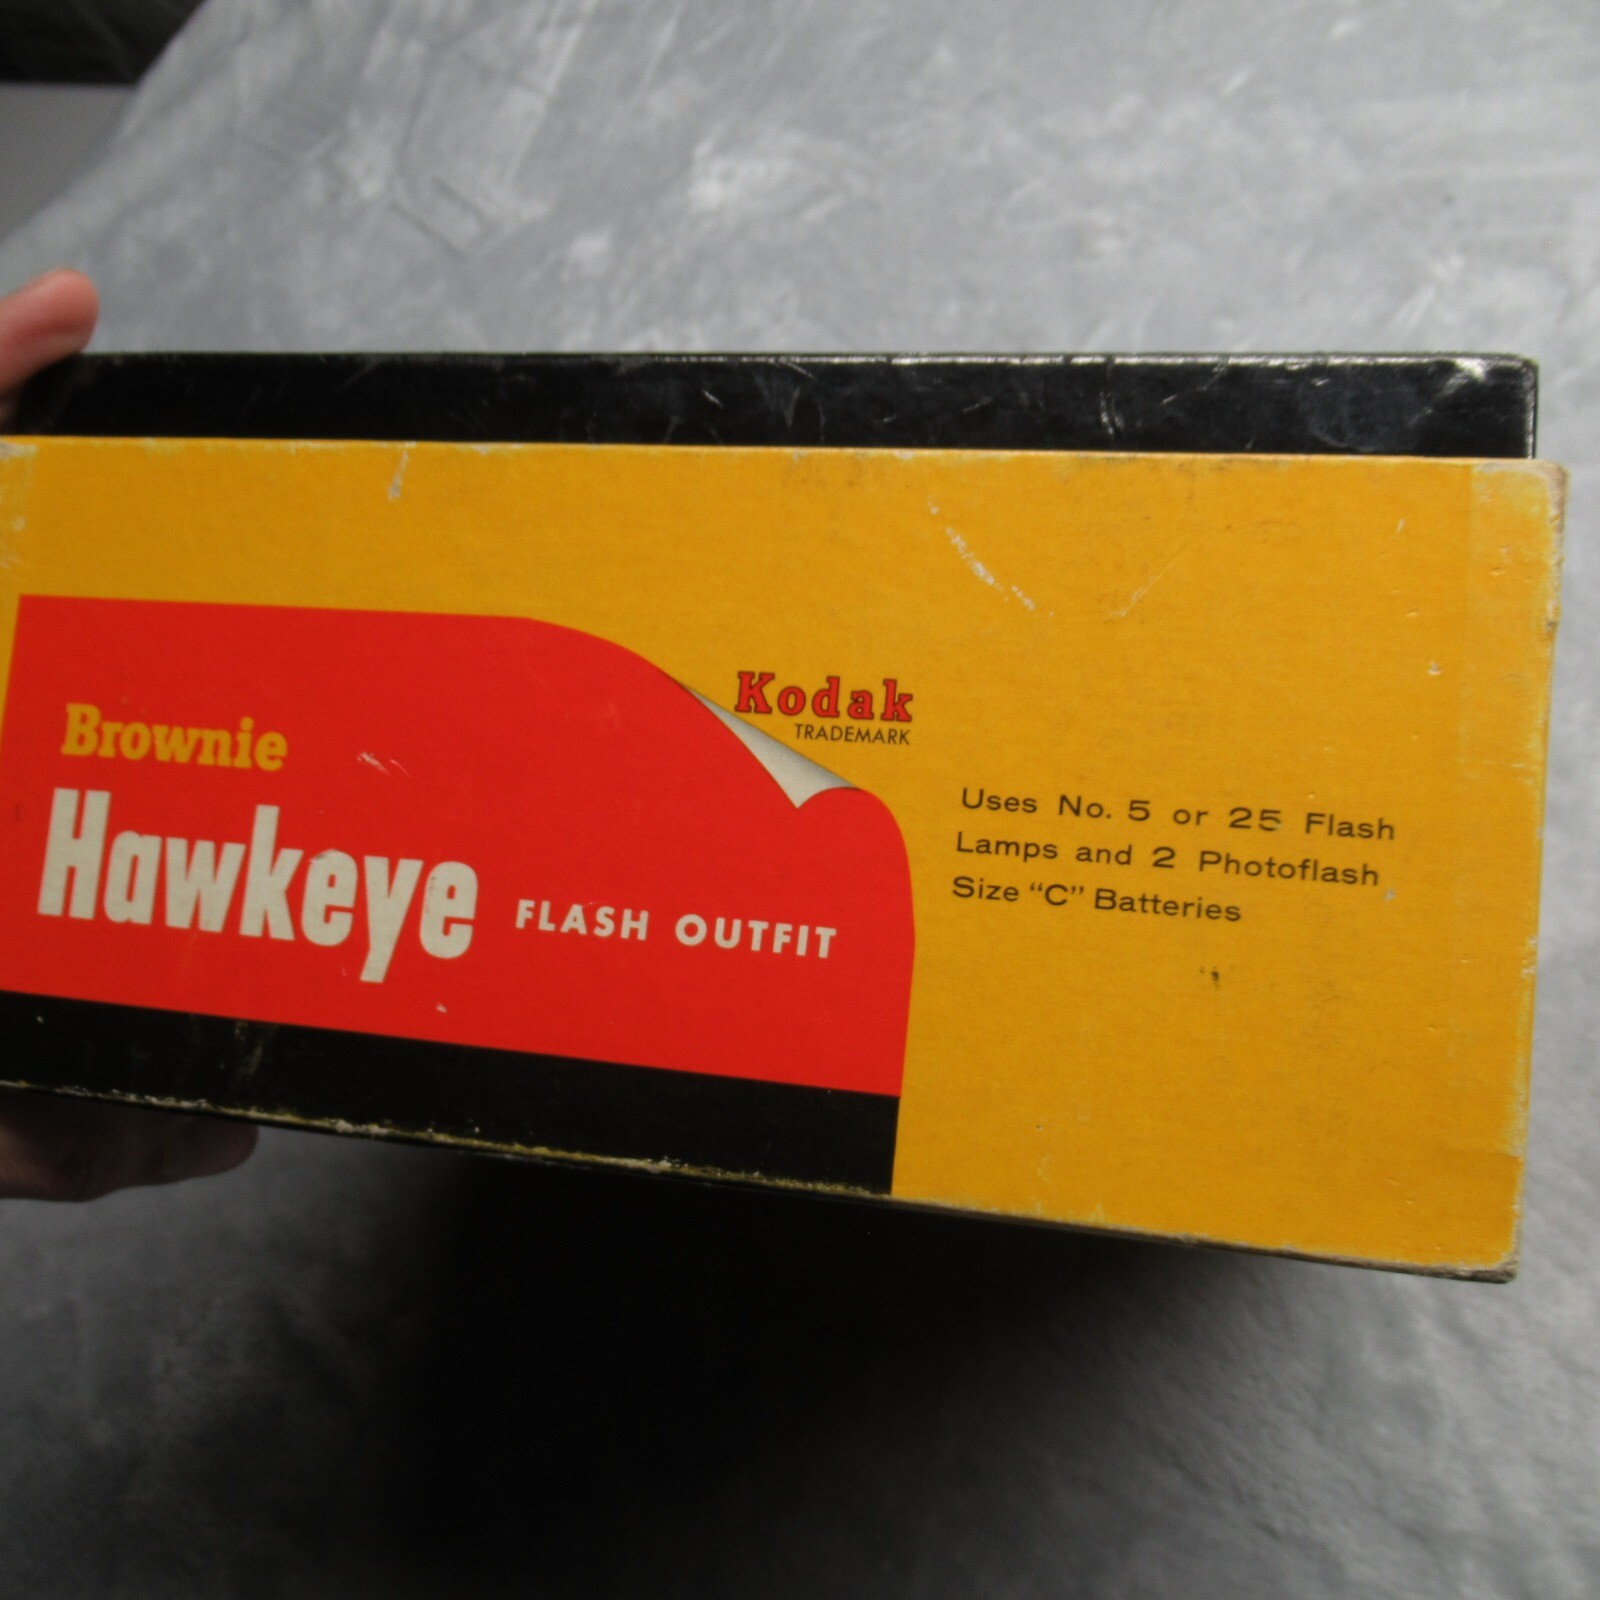 Kodak
TRADEMARK
Brownie
Hawkeye FLASH OUTFIT
Uses No. 5 or 25 Flash
Lamps and 2 Photoflash
Size “C” Batteries